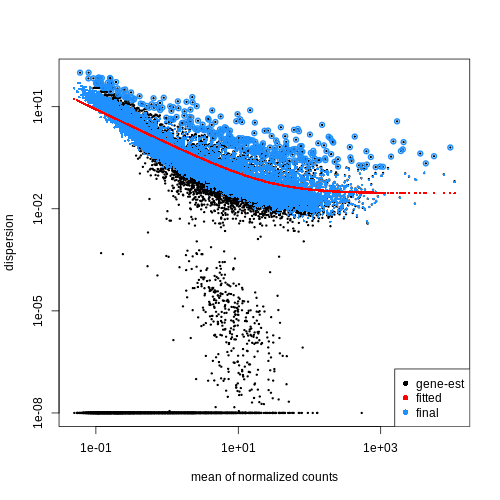 1e+01
1e-02
1e-05
1e-08
dispersion
1e-01
1e+01
1e+03
mean of normalized counts
gene-est
fitted
final